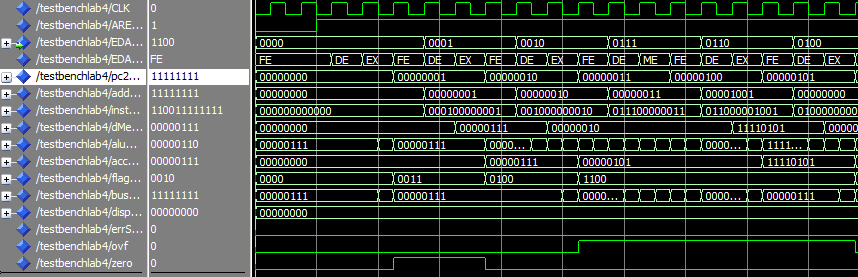 /testbenchlab4/CLK 0
/testbenchlab4/ARE... 1
/testbenchlab4/EDA... 1100 0000 0001 0010 0111 0110 0100
/testbenchlab4/EDA... FE FE DE EX FE DE EX FE DE EX FE DE ME FE DE EX FE DE EX
/testbenchlab4/pc2... 11111111 00000000 00000001 00000010 00000011 00000100 00000101
/testbenchlab4/add... 11111111 00000000 00000001 00000010 00000011 00001001 00000000
/testbenchlab4/inst... 110011111111 000000000000 000100000001 001000000010 011100000011 011000001001 0100000000
/testbenchlab4/dMe... 00000111 00000000 00000111 00000010 11110101 0000
/testbenchlab4/alu... 00000110 00000111 00000111 0000... 0000... 1111...
/testbenchlab4/acc... 00000111 00000000 00000111 00000101 11110101
/testbenchlab4/flag... 0010 0000 0011 0100 1100
/testbenchlab4/bus... 11111111 00000111 00000111 0000... 0000... 00000111
/testbenchlab4/disp... 00000000 00000000
/testbenchlab4/errS... 0
/testbenchlab4/ovf 0
/testbenchlab4/zero 0